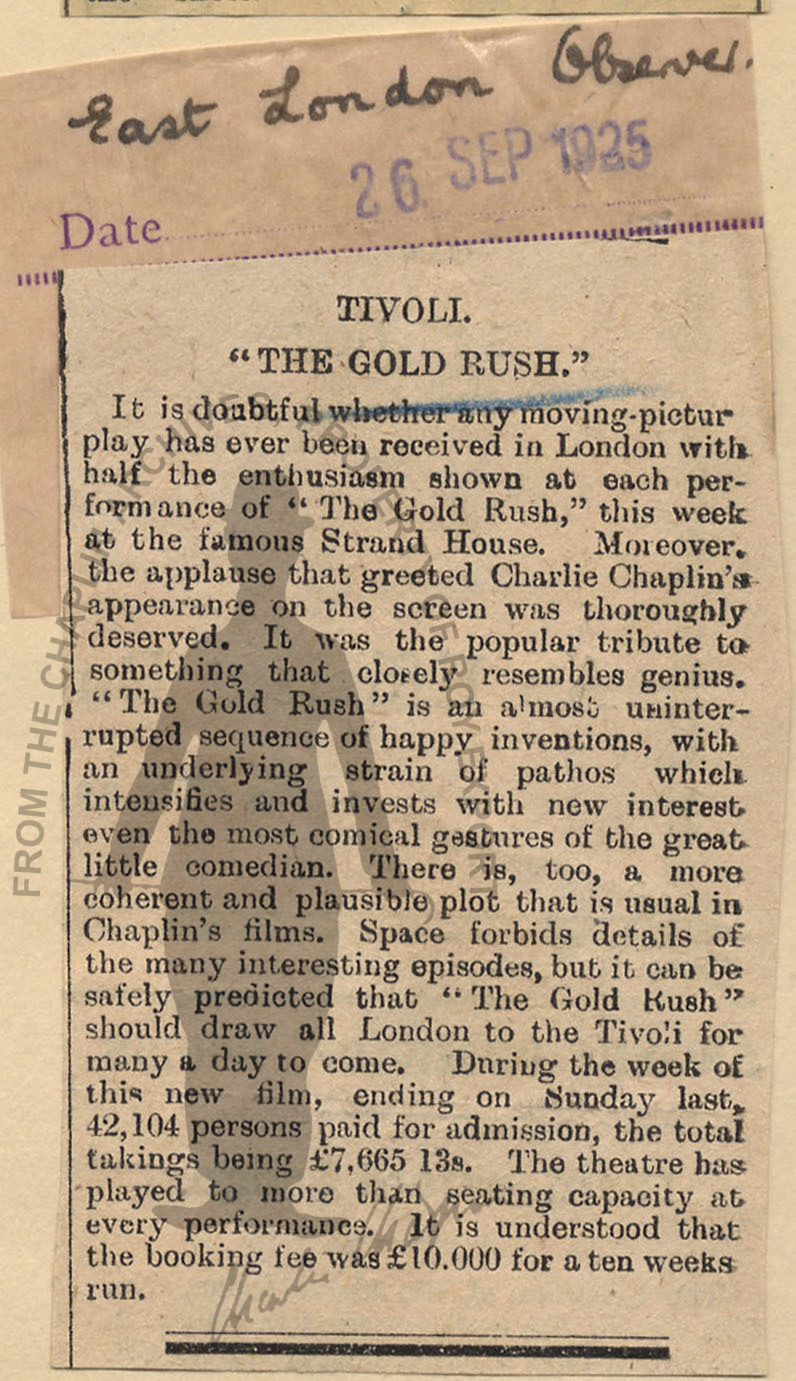 East London Observer.
26 SEP 1925
Date
TIVOLI.
"THE GOLD RUSH."
It is doubtful whether any moving-pictur
play has ever been received in London with
half the enthusiasm shown at each per-
formance of "The Gold Rush," this week
at the famous Strand House. Moreover,
the applause that greeted Charlie Chaplin's
appearance on the screen was thoroughly
deserved. It was the popular tribute to
something that closely resembles genius.
"The Gold Rush" is an almost uninter-
rupted sequence of happy inventions, with
an underlying strain of pathos which
intensifies and invests with new interest
even the most comical gestures of the great
little comedian. There is, too, a more
coherent and plausible plot that is usual in
Chaplin's films. Space forbids details of
the many interesting episodes, but it can be
safely predicted that "The Gold Rush"
should draw all London to the Tivoli for
many a day to come. During the week of
this new film, ending on Sunday last,
42,104 persons paid for admission, the total
takings being £7,665 13s. The theatre has
played to more than seating capacity at
every performance. It is understood that
the booking fee was £10.000 for a ten weeks
run.
FROM THE CHAPLIN ARCHIVES